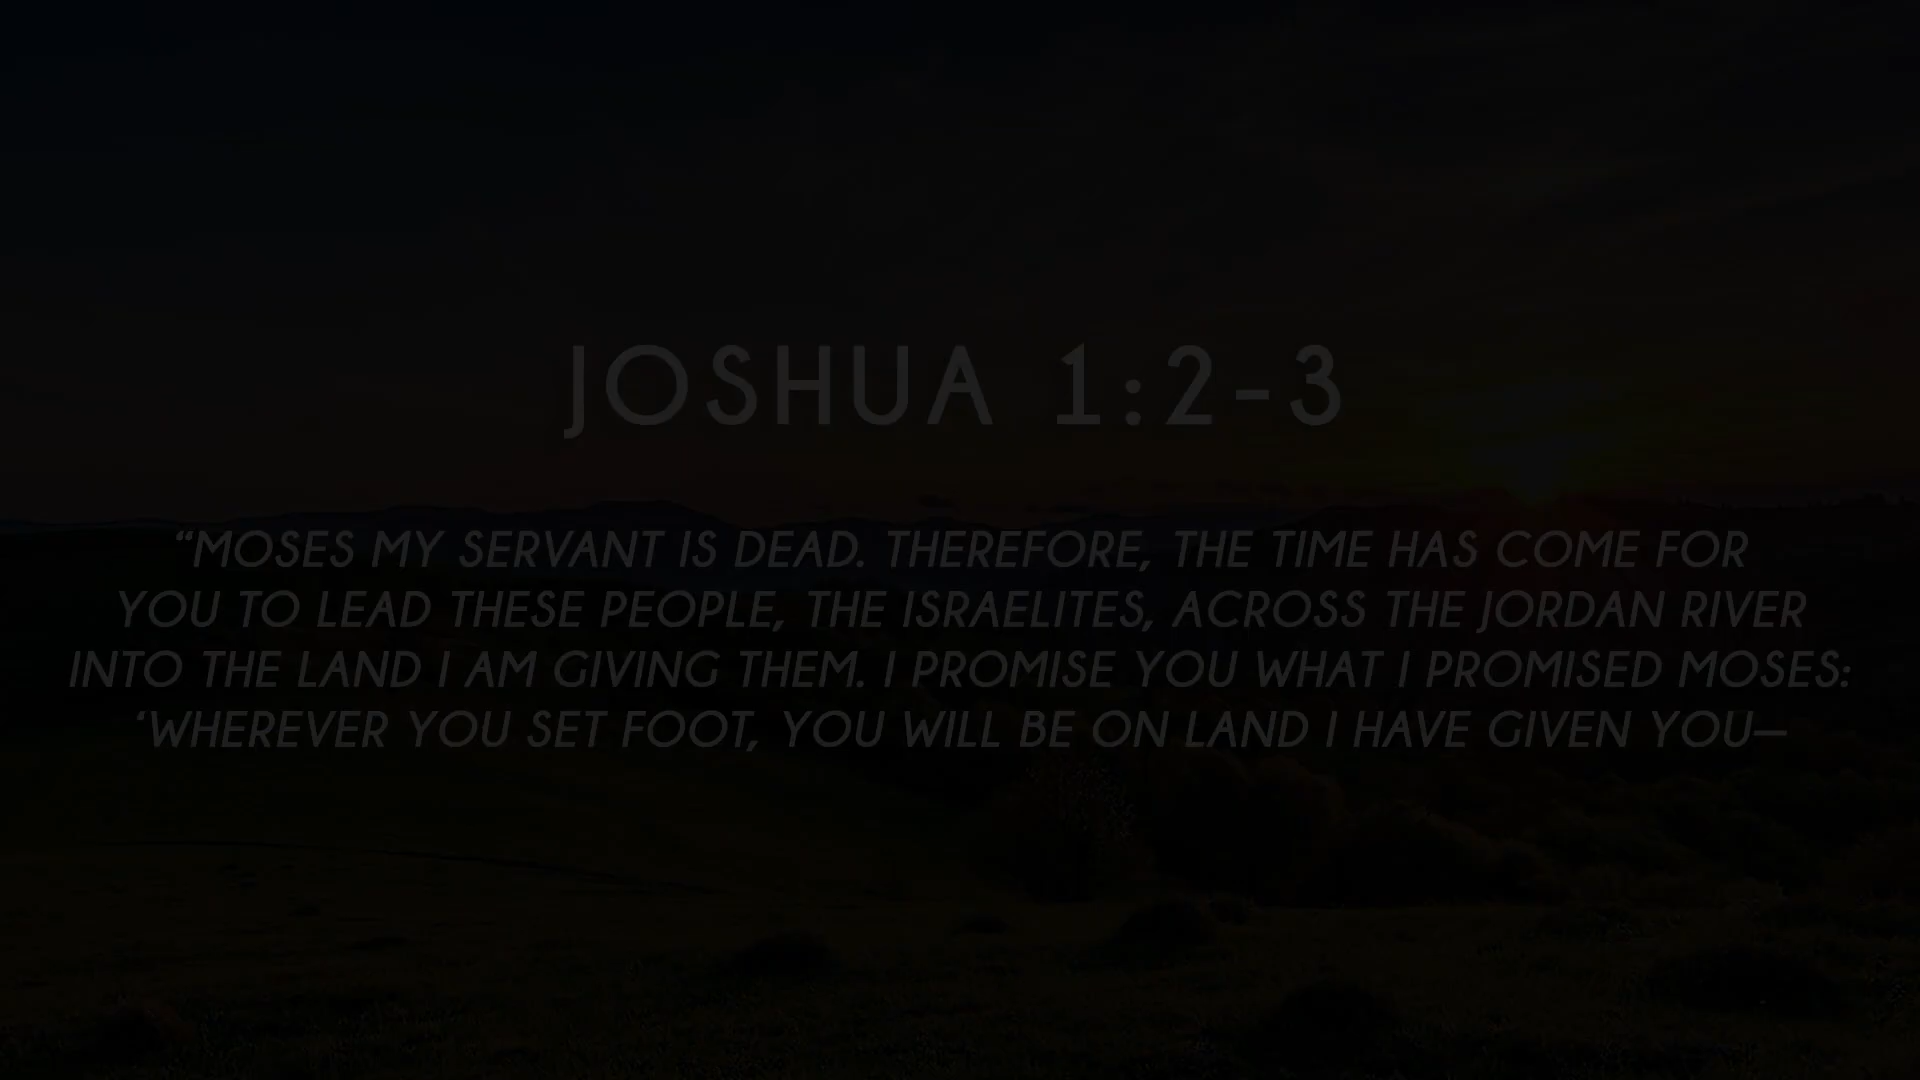 JOSHUA 1:2-3
“MOSES MY SERVANT IS DEAD. THEREFORE, THE TIME HAS COME FOR
YOU TO LEAD THESE PEOPLE, THE ISRAELITES, ACROSS THE JORDAN RIVER
INTO THE LAND I AM GIVING THEM. I PROMISE YOU WHAT I PROMISED MOSES:
‘WHEREVER YOU SET FOOT, YOU WILL BE ON LAND I HAVE GIVEN YOU—